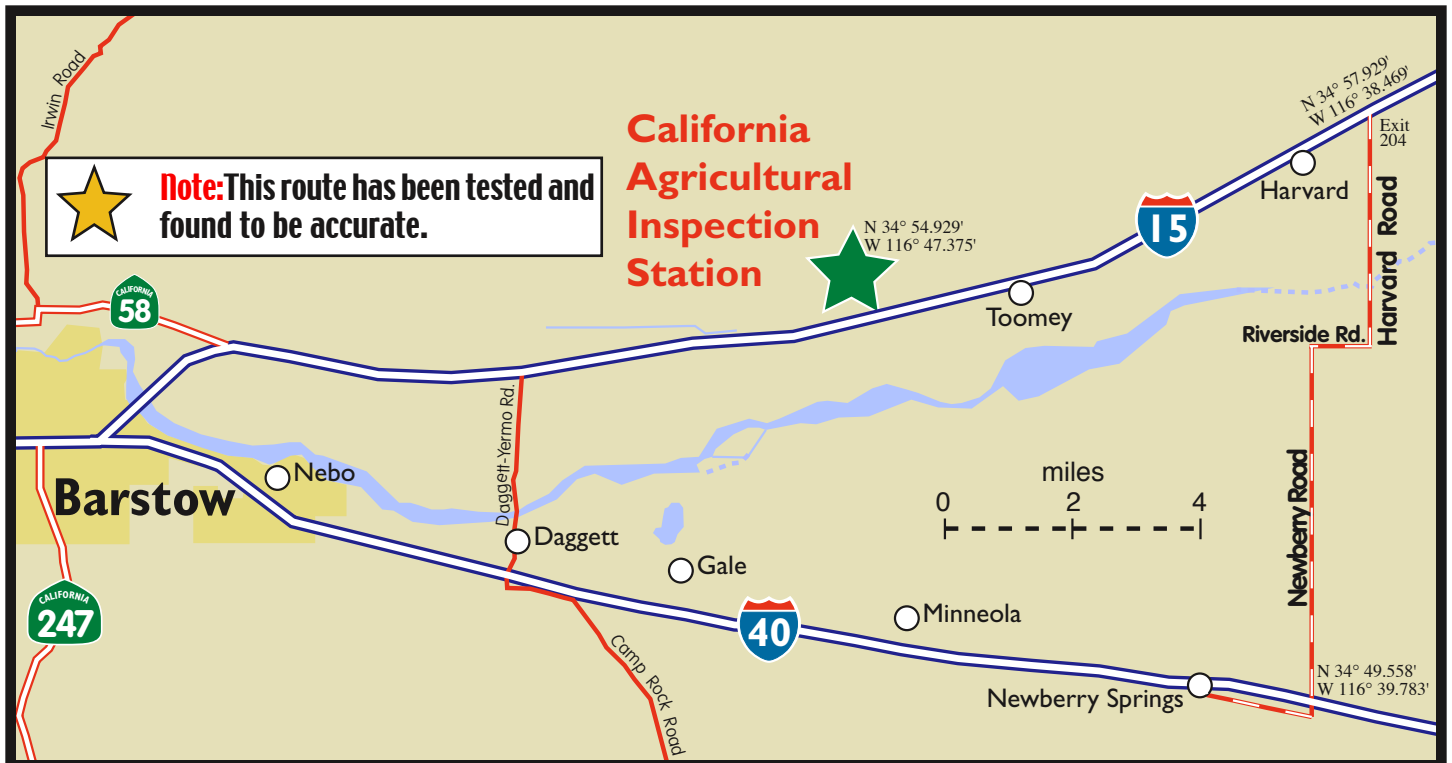 Irwin Road
Note: This route has been tested and
found to be accurate.
California
Agricultural
Inspection
Station
N 34° 54.929'
W 116° 47.375'
N 34° 57.929'
W 116° 38.469'
Exit
204
15
Harvard
Harvard Road
CALIFORNIA
58
Toomey
Riverside Rd.
Daggett-Yermo Rd.
Nebo
Barstow
miles
0 2 4
Newberry Road
Daggett
Gale
CALIFORNIA
247
40
Minneola
Camp Rock Road
Newberry Springs
N 34° 49.558'
W 116° 39.783'